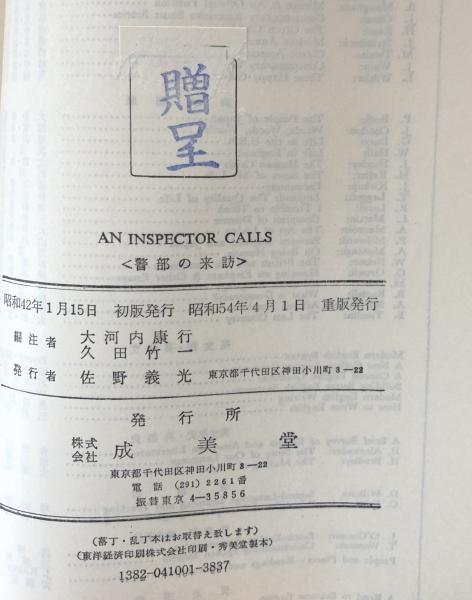 贈呈
AN INSPECTOR CALLS
<警部の来訪>
昭和42年1月15日 初版発行 昭和54年4月1日 重版発行
編注者 大河内康行
久田竹一
発行者 佐野義光 東京都千代田区神田小川町3-22
発行所
株式会社 成美堂
東京都千代田区神田小川町3-22
電話 (291) 2261番
振替東京 4-35856
(落丁・乱丁本はお取替え致します)
(東洋経済印刷株式会社印刷・秀美堂製本)
1382-041001-3837